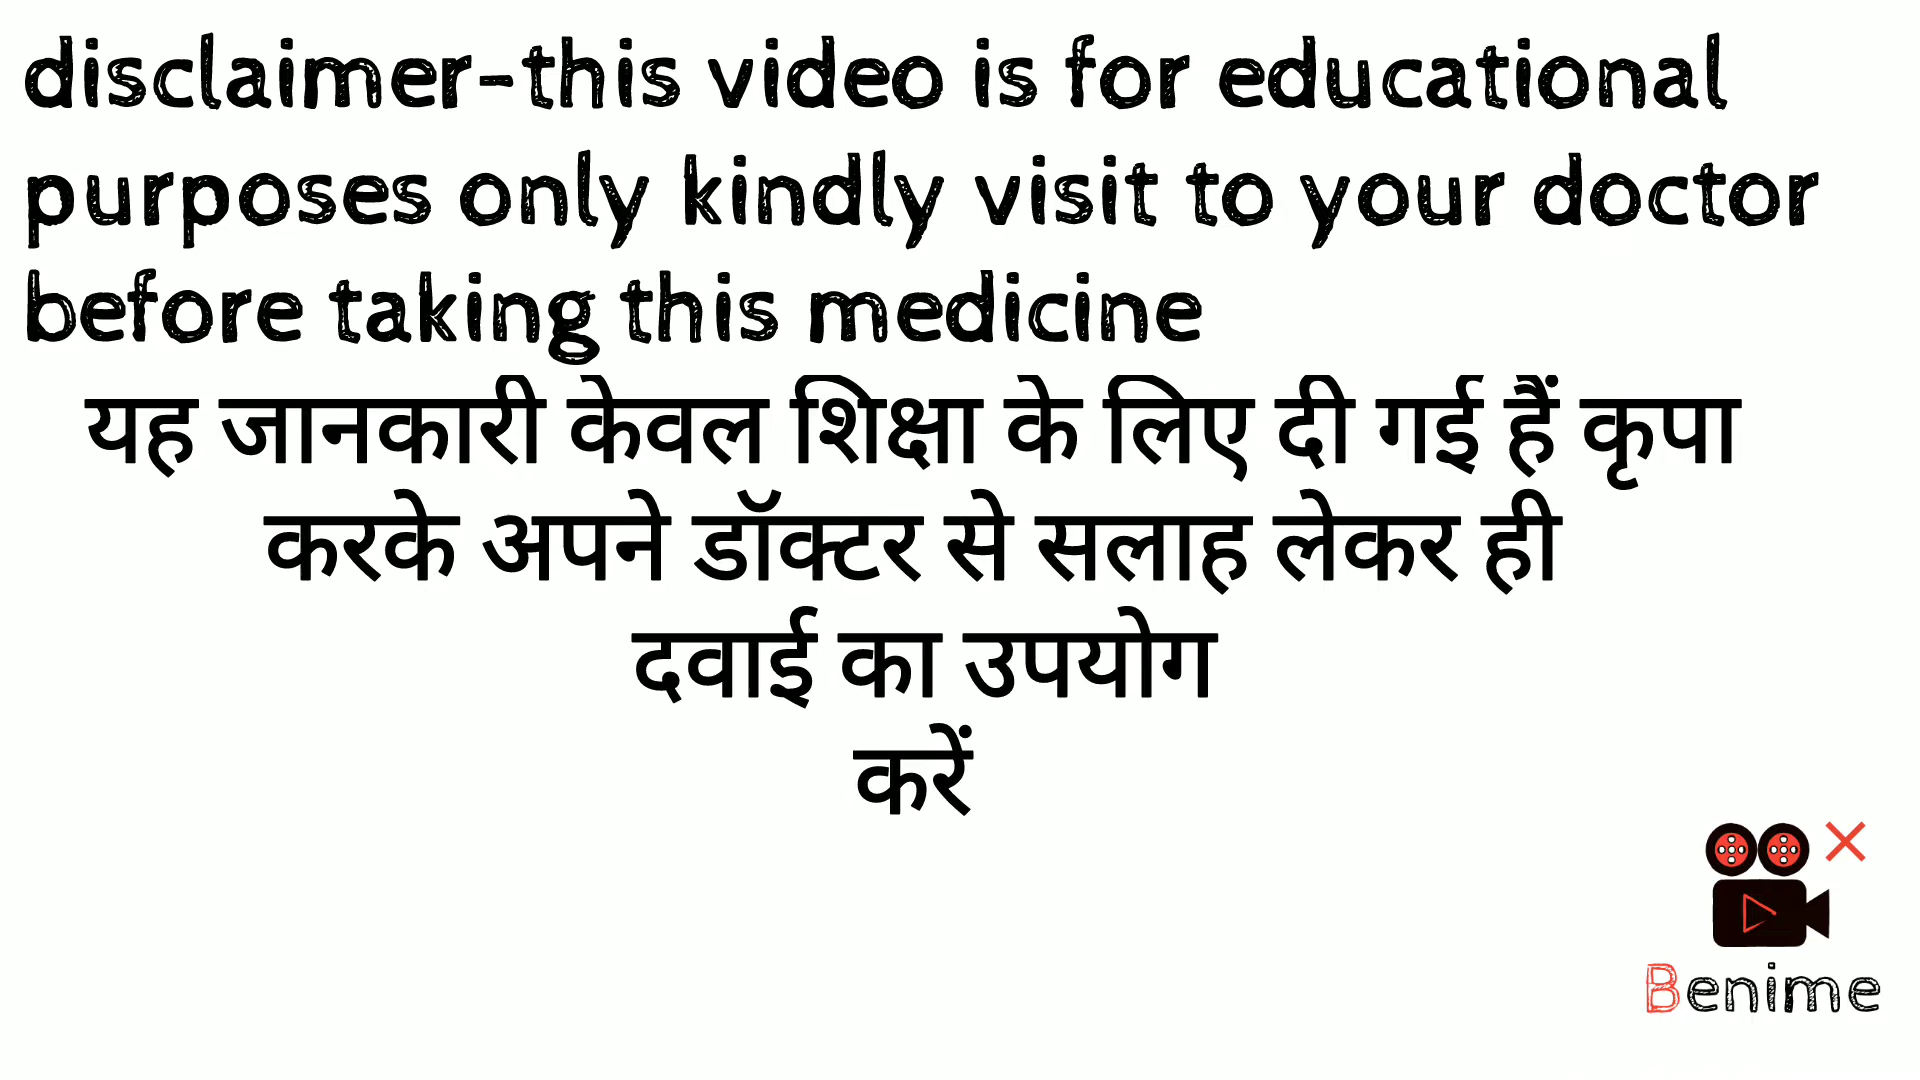 disclaimer-this video is for educational
purposes only kindly visit to your doctor
before taking this medicine
यह जानकारी केवल शिक्षा के लिए दी गई हैं कृपा
करके अपने डॉक्टर से सलाह लेकर ही
दवाई का उपयोग
करें
Benime